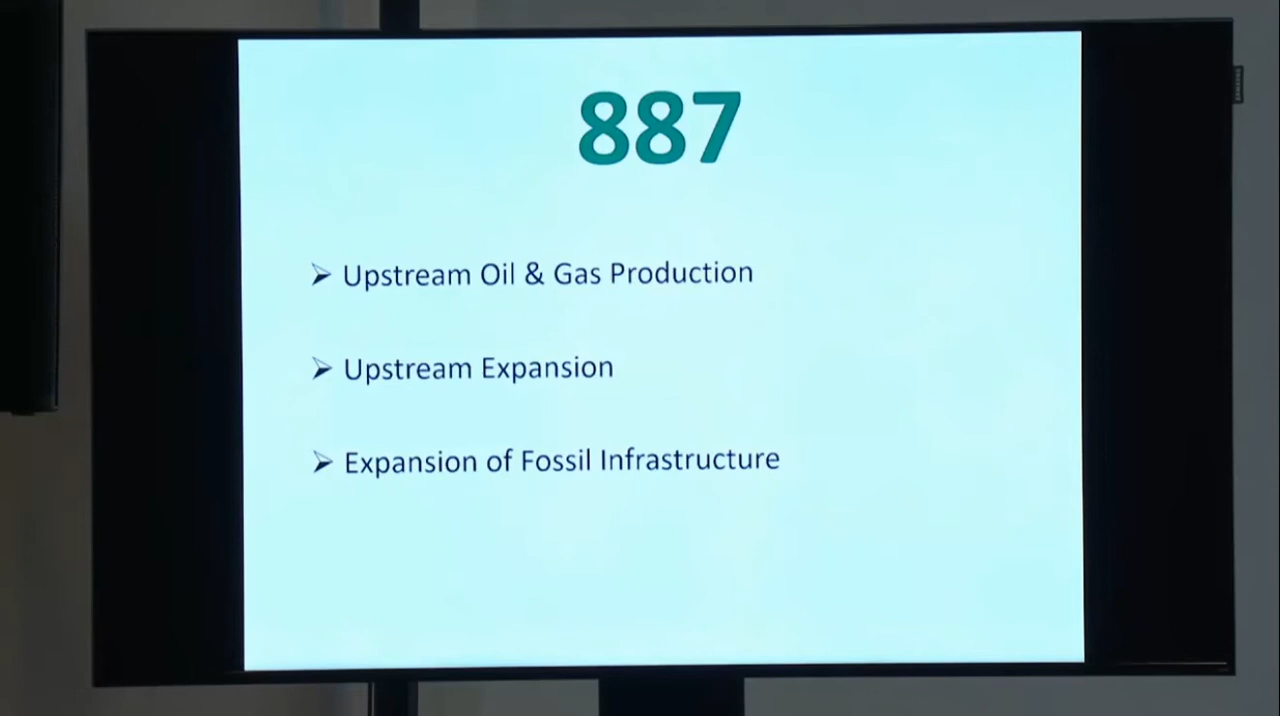 887
➢ Upstream Oil & Gas Production
➢ Upstream Expansion
➢ Expansion of Fossil Infrastructure